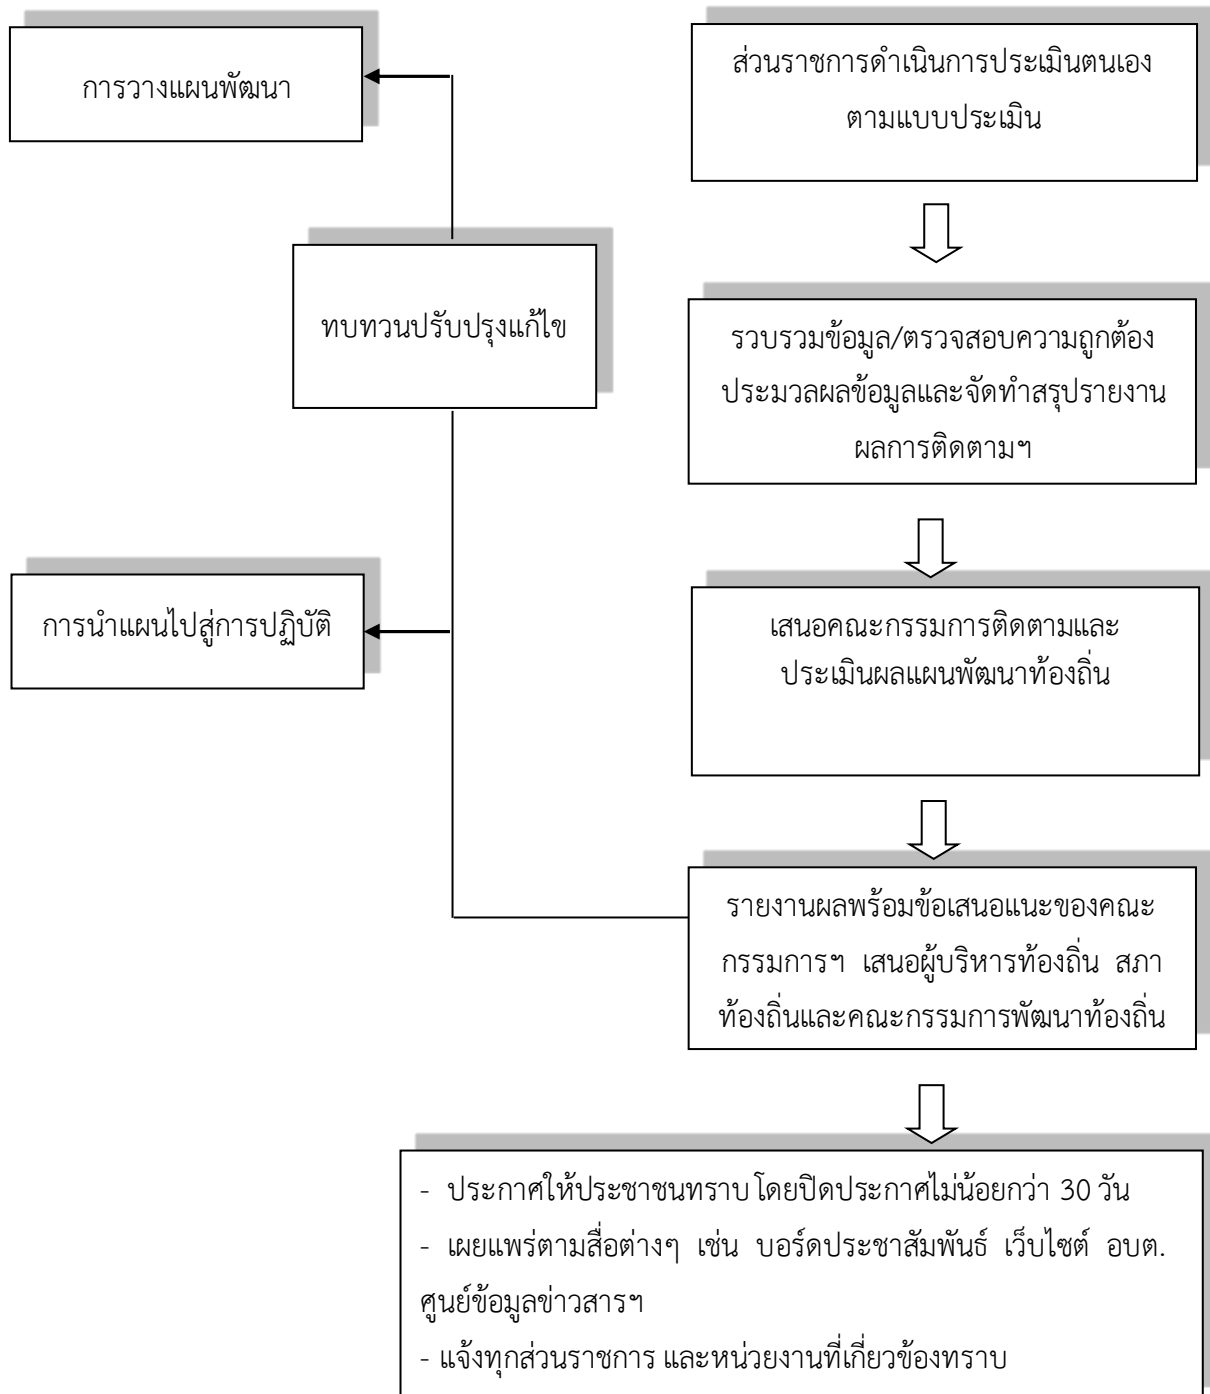 การวางแผนพัฒนา
ส่วนราชการดำเนินการประเมินตนเอง
ตามแบบประเมิน
ทบทวนปรับปรุงแก้ไข
รวบรวมข้อมูล/ตรวจสอบความถูกต้อง
ประมวลผลข้อมูลและจัดทำสรุปรายงาน
ผลการติดตามฯ
การนำแผนไปสู่การปฏิบัติ
เสนอคณะกรรมการติดตามและ
ประเมินผลแผนพัฒนาท้องถิ่น
รายงานผลพร้อมข้อเสนอแนะของคณะ
กรรมการฯ เสนอผู้บริหารท้องถิ่น สภา
ท้องถิ่นและคณะกรรมการพัฒนาท้องถิ่น
- ประกาศให้ประชาชนทราบ โดยปิดประกาศไม่น้อยกว่า 30 วัน
- เผยแพร่ตามสื่อต่างๆ เช่น บอร์ดประชาสัมพันธ์ เว็บไซต์ อบต.
ศูนย์ข้อมูลข่าวสารฯ
- แจ้งทุกส่วนราชการ และหน่วยงานที่เกี่ยวข้องทราบ